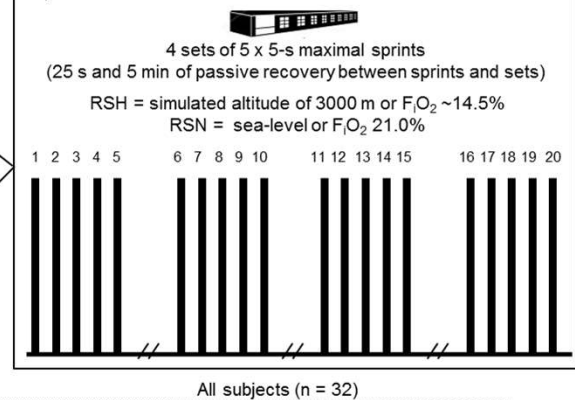 4 sets of 5 x 5-s maximal sprints
(25 s and 5 min of passive recovery between sprints and sets)
RSH = simulated altitude of 3000 m or FᵢO₂ ~14.5%
RSN = sea-level or FᵢO₂ 21.0%
1 2 3 4 5 6 7 8 9 10 11 12 13 14 15 16 17 18 19 20
All subjects (n = 32)